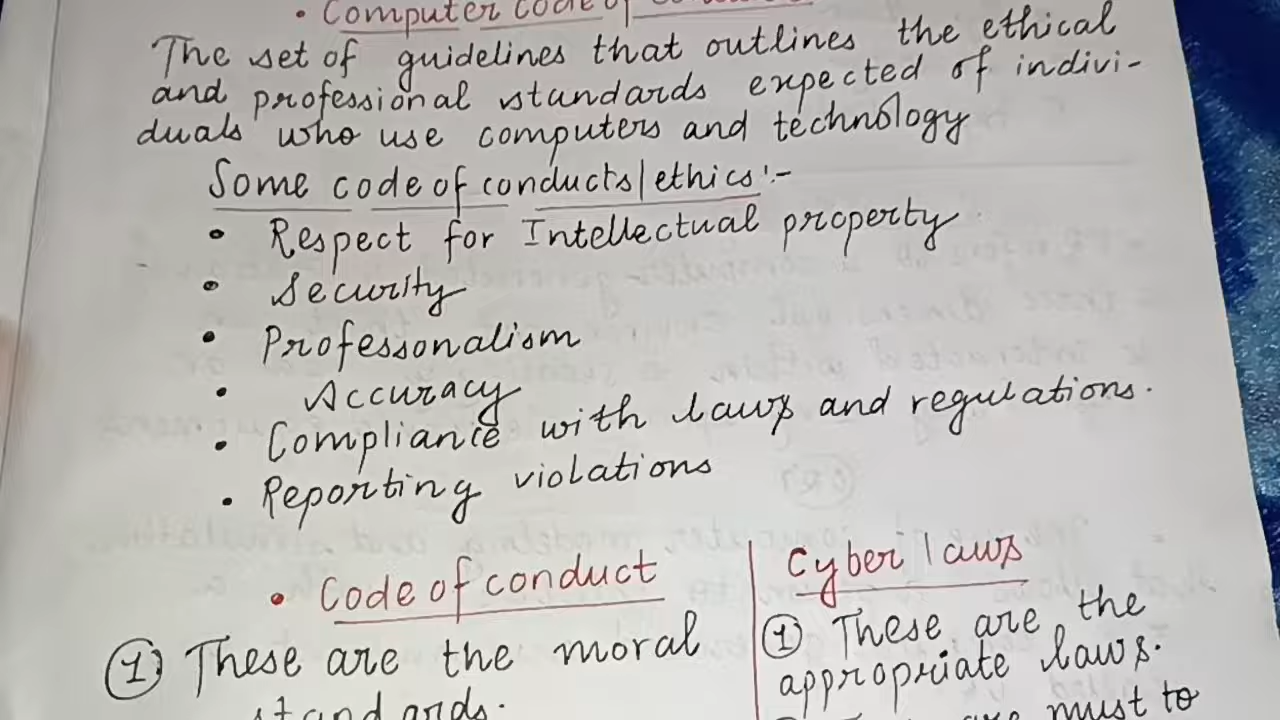 • Computer Code of
The set of guidelines that outlines the ethical
and professional standards expected of indivi-
duals who use computers and technology
Some code of conducts/ethics:-
• Respect for Intellectual property
• Security
• Professonalism
• Accuracy
• Compliance with laws and regulations.
• Reporting violations
• Code of conduct
① These are the moral
standards.
Cyber laws
① These are the
appropriate laws.
are must to